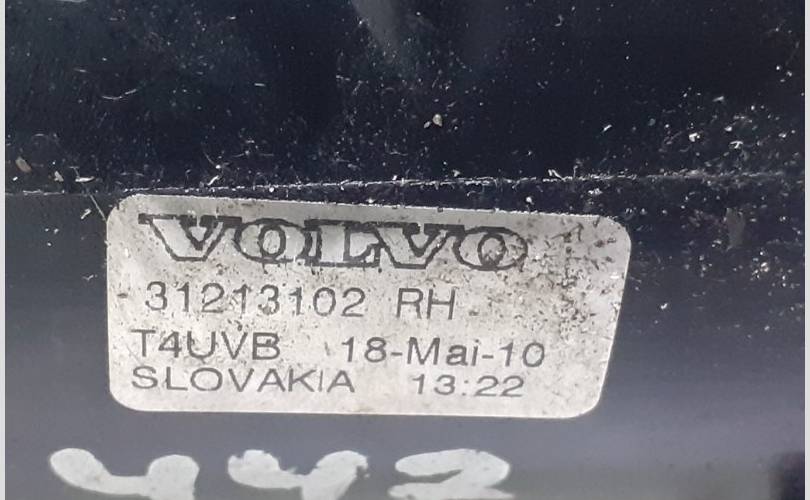 VOLVO
31213102 RH
T4UVB 18-Mai-10
SLOVAKIA 13:22